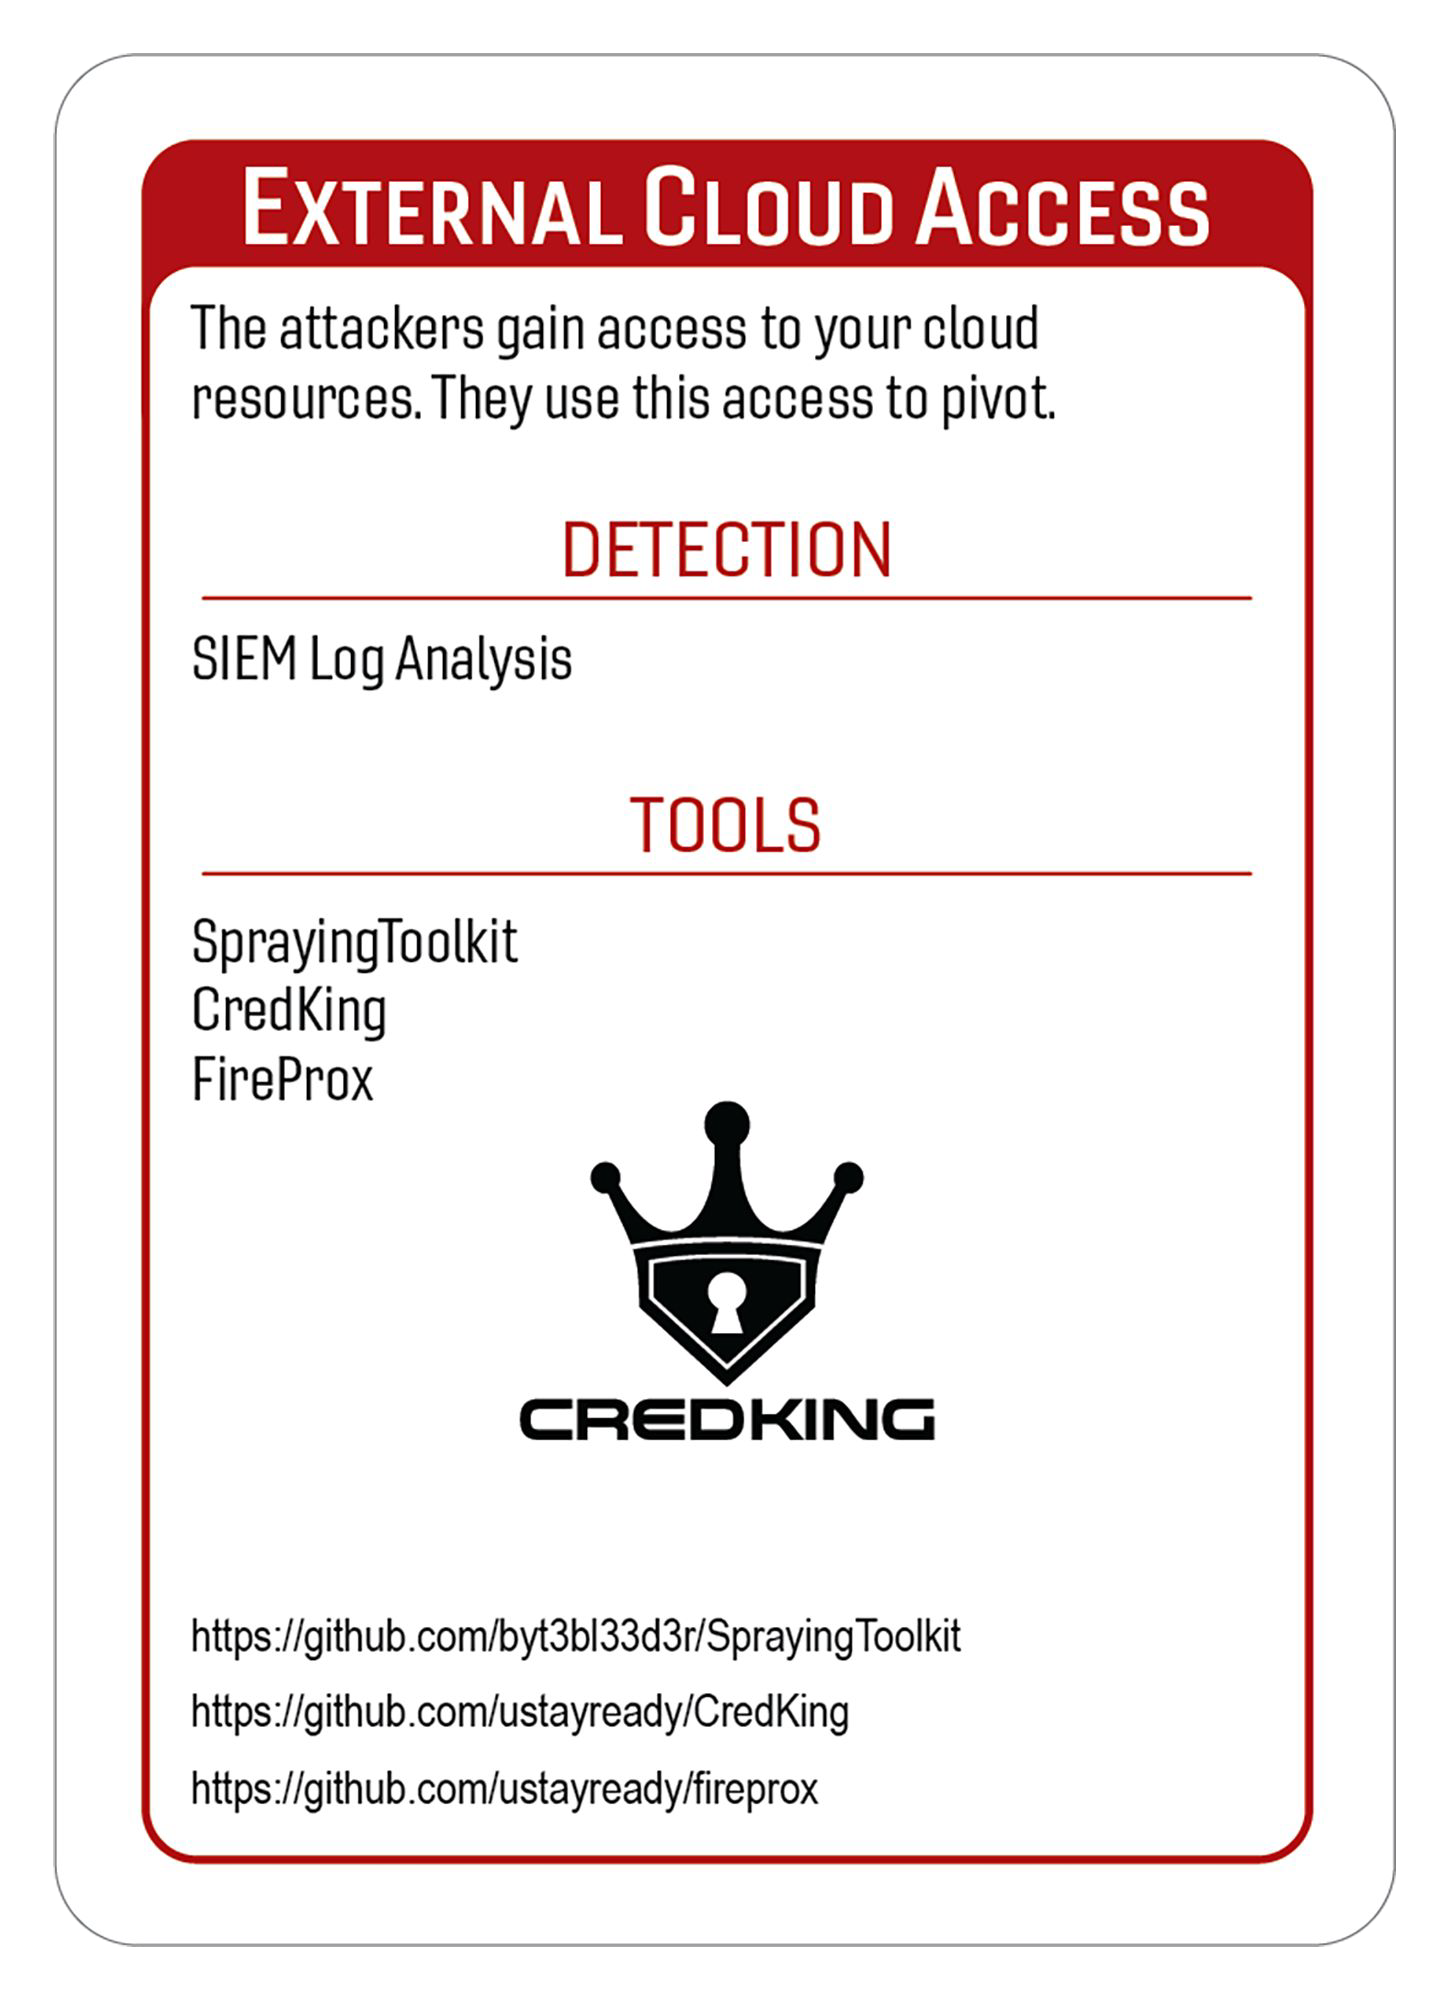 External Cloud Access
The attackers gain access to your cloud
resources. They use this access to pivot.
DETECTION
SIEM Log Analysis
TOOLS
SprayingToolkit
CredKing
FireProx
CREDKING
https://github.com/byt3bl33d3r/SprayingToolkit
https://github.com/ustayready/CredKing
https://github.com/ustayready/fireprox